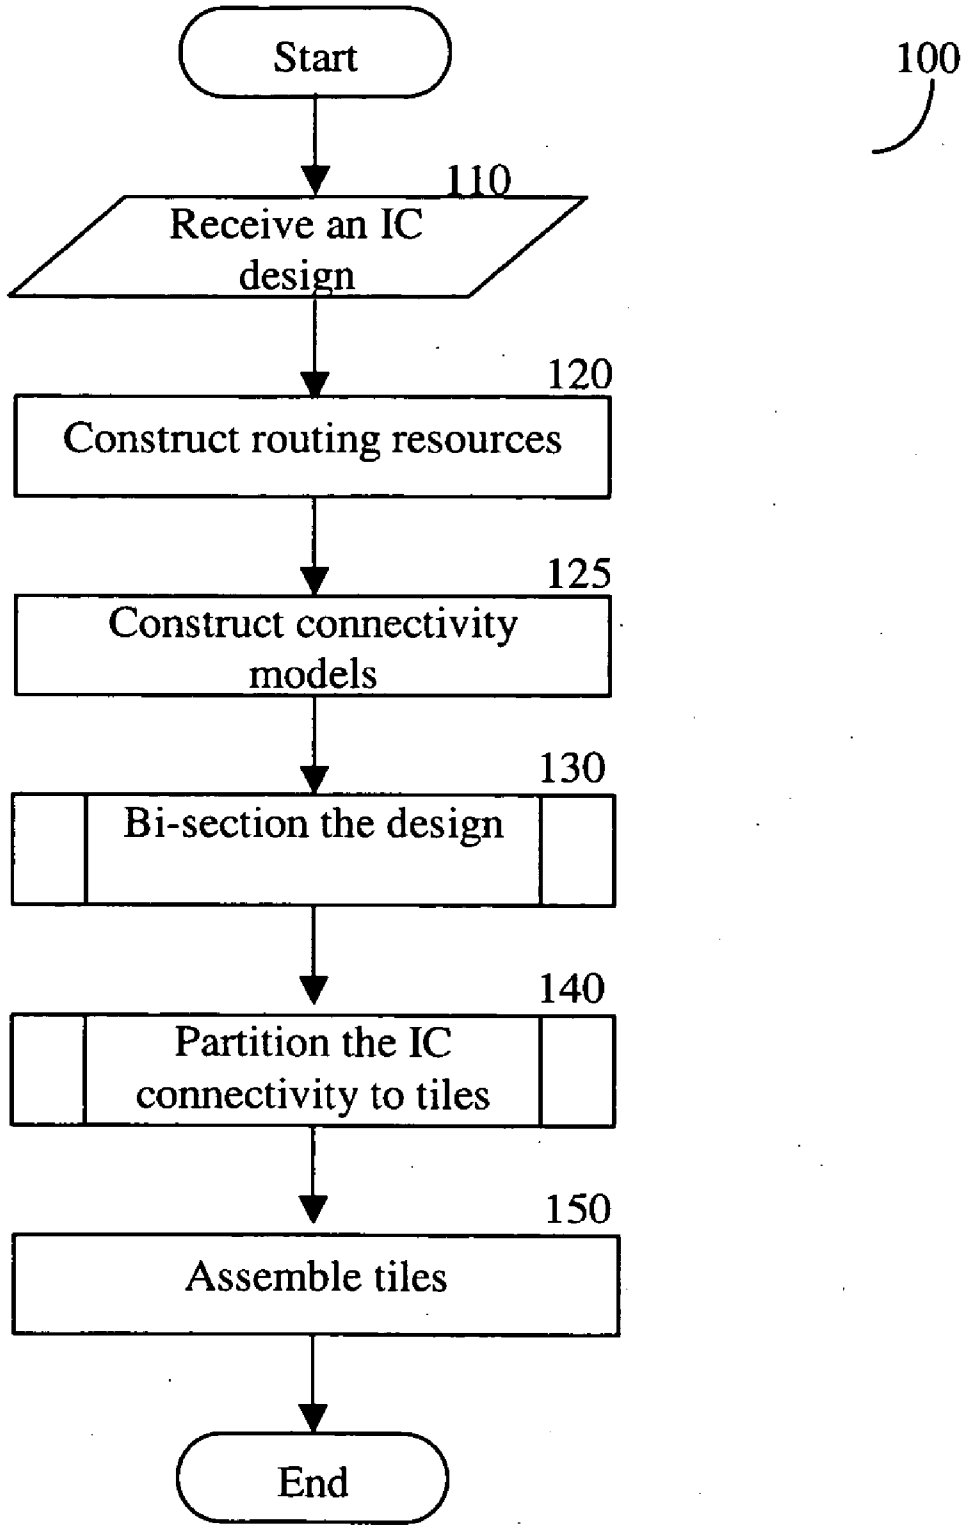 Start
100
110
Receive an IC
design
120
Construct routing resources
125
Construct connectivity
models
130
Bi-section the design
140
Partition the IC
connectivity to tiles
150
Assemble tiles
End